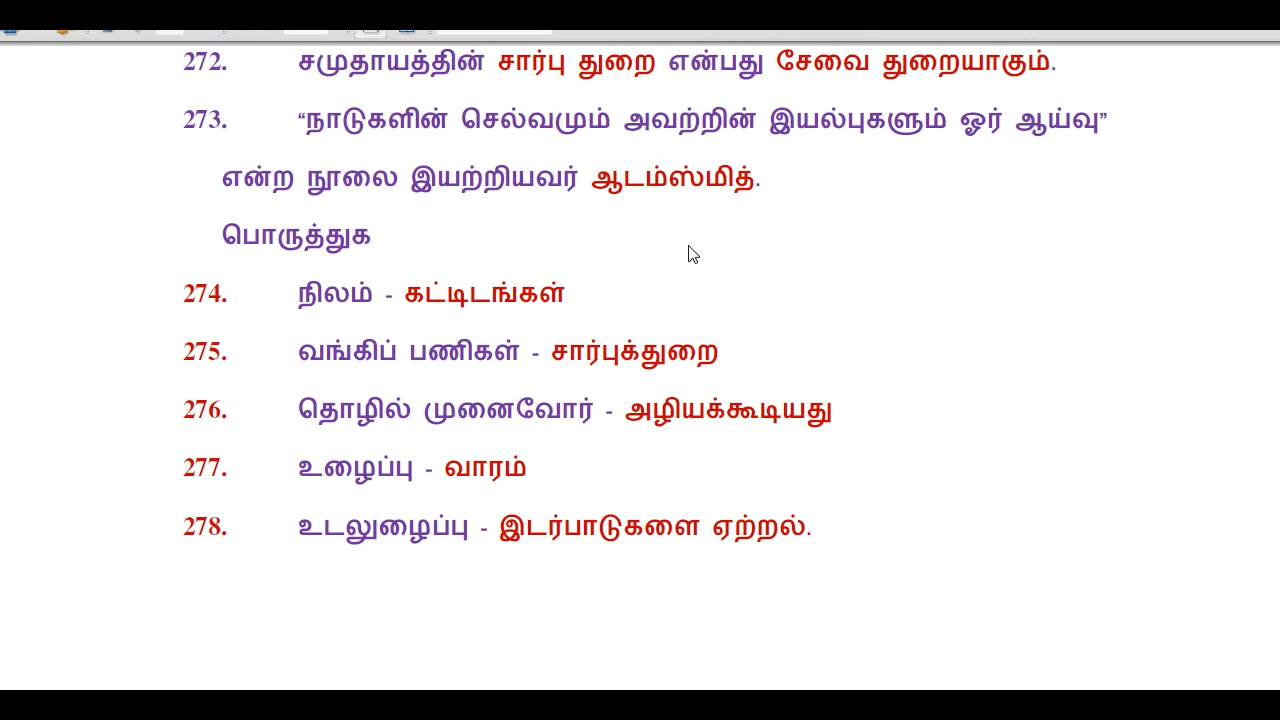 272. சமுதாயத்தின் சார்பு துறை என்பது சேவை துறையாகும்.
273. “நாடுகளின் செல்வமும் அவற்றின் இயல்புகளும் ஓர் ஆய்வு”
என்ற நூலை இயற்றியவர் ஆடம்ஸ்மித்.
பொருத்துக
274. நிலம் - கட்டிடங்கள்
275. வங்கிப் பணிகள் - சார்புக்துறை
276. தொழில் முனைவோர் - அழியக்கூடியது
277. உழைப்பு - வாரம்
278. உடலுழைப்பு - இடர்பாடுகளை ஏற்றல்.